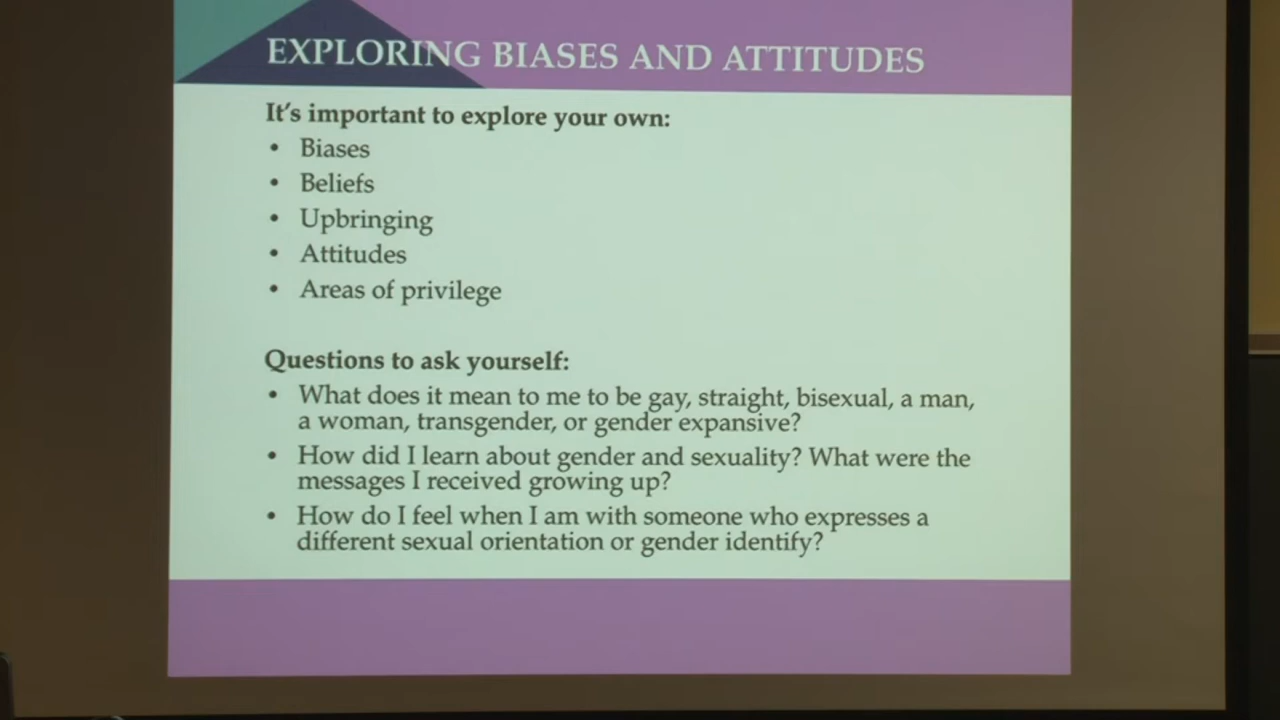 EXPLORING BIASES AND ATTITUDES
It's important to explore your own:
• Biases
• Beliefs
• Upbringing
• Attitudes
• Areas of privilege
Questions to ask yourself:
• What does it mean to me to be gay, straight, bisexual, a man,
a woman, transgender, or gender expansive?
• How did I learn about gender and sexuality? What were the
messages I received growing up?
• How do I feel when I am with someone who expresses a
different sexual orientation or gender identify?